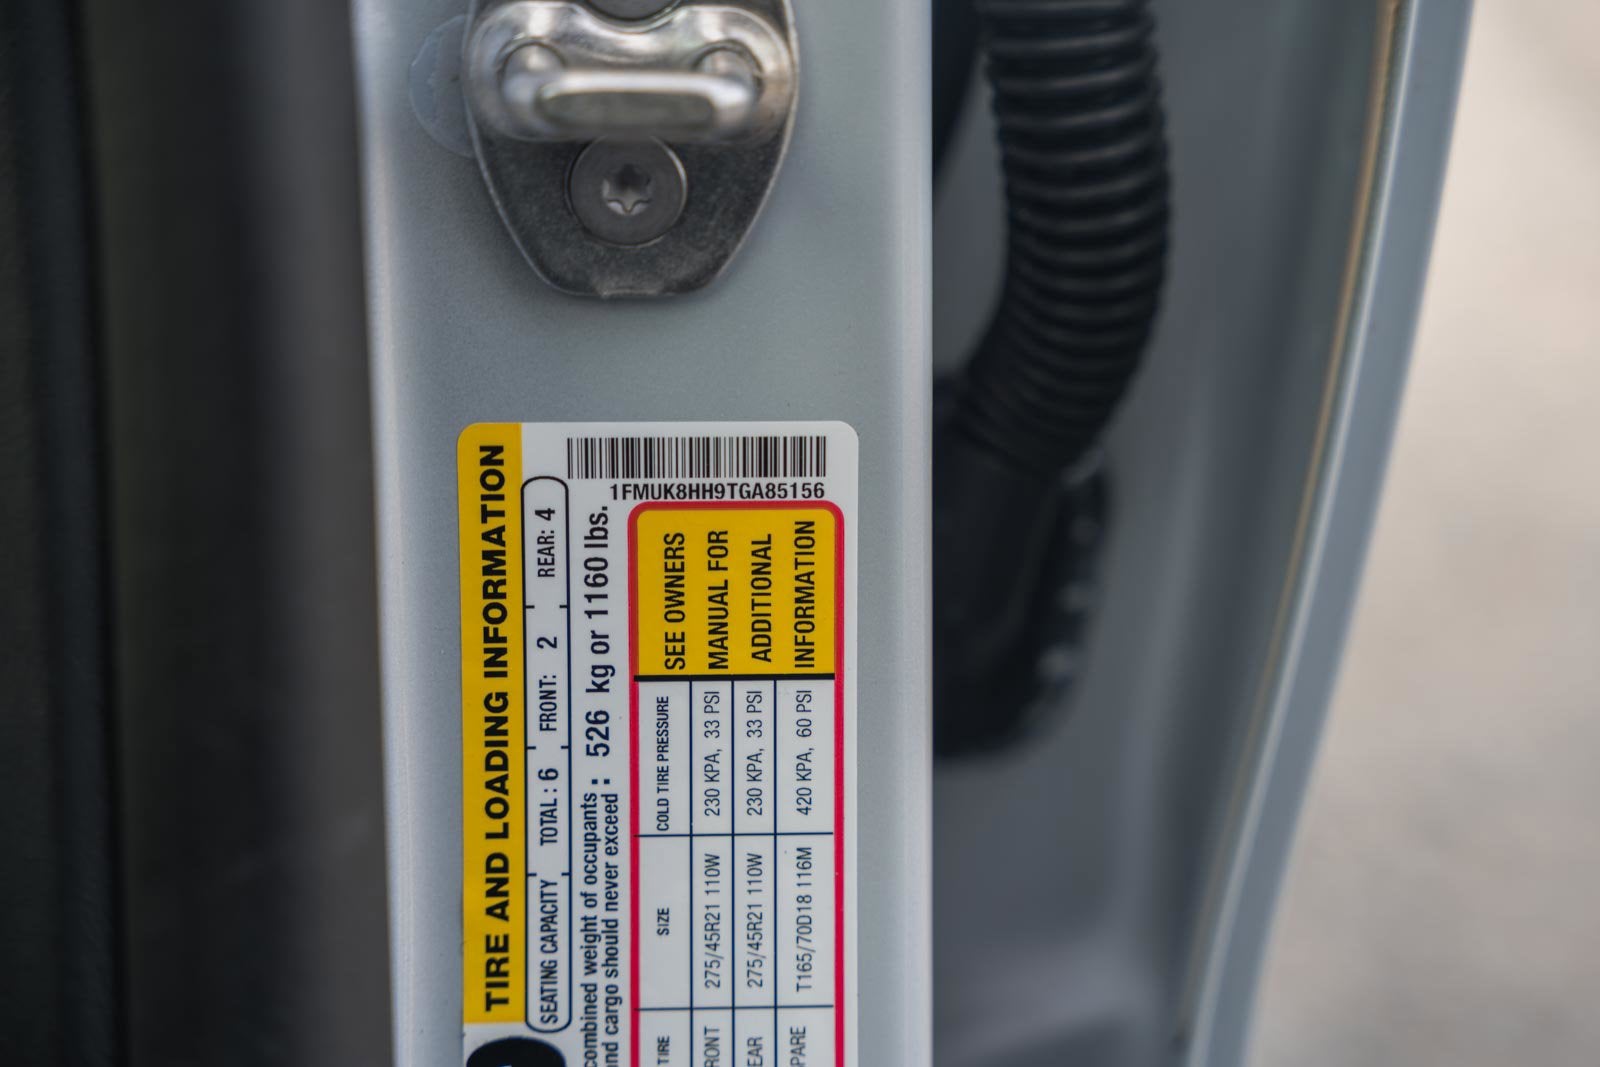 1FMUK8HH9TGA85156
TIRE AND LOADING INFORMATION
SEATING CAPACITY TOTAL : 6 FRONT: 2 REAR: 4
combined weight of occupants
and cargo should never exceed : 526 kg or 1160 lbs.
TIRE SIZE COLD TIRE PRESSURE
RONT 275/45R21 110W 230 KPA, 33 PSI
EAR 275/45R21 110W 230 KPA, 33 PSI
PARE T165/70D18 116M 420 KPA, 60 PSI
SEE OWNERS
MANUAL FOR
ADDITIONAL
INFORMATION